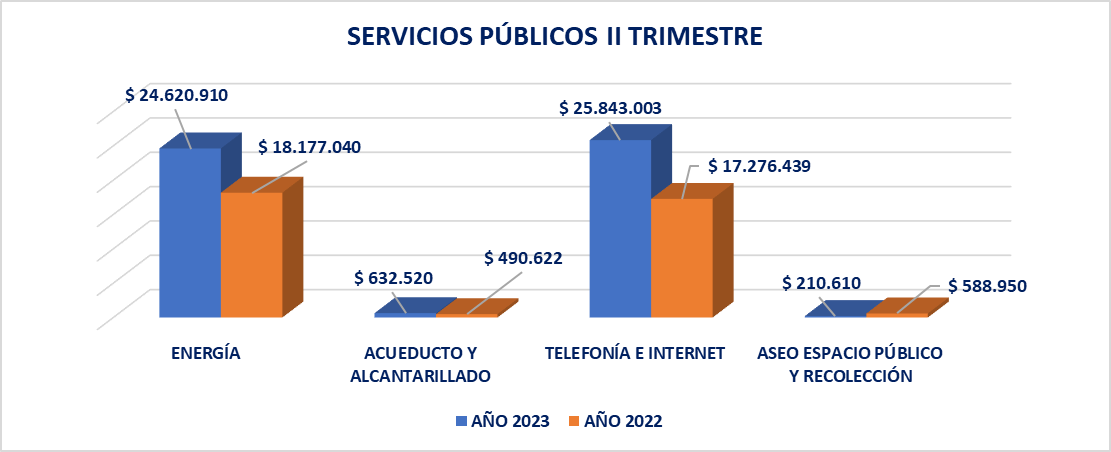 SERVICIOS PÚBLICOS II TRIMESTRE
$ 24.620.910
$ 18.177.040
$ 632.520
$ 490.622
$ 25.843.003
$ 17.276.439
$ 210.610
$ 588.950
ENERGÍA
ACUEDUCTO Y
ALCANTARILLADO
TELEFONÍA E INTERNET
ASEO ESPACIO PÚBLICO
Y RECOLECCIÓN
AÑO 2023
AÑO 2022